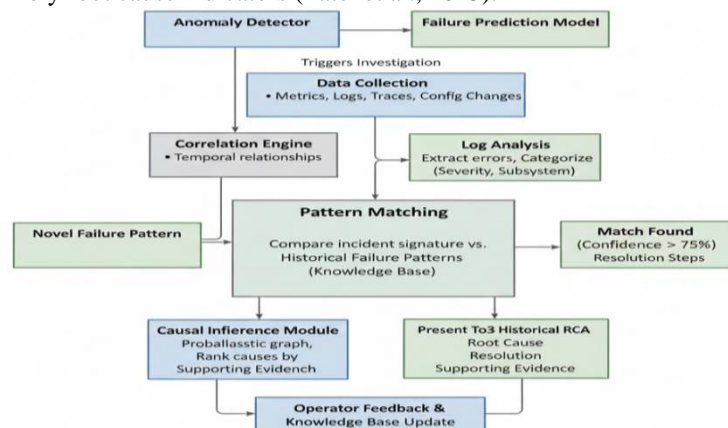 Anomaly Detector
Failure Prediction Model
Triggers Investigation
Data Collection
• Metrics, Logs, Traces, Config Changes
Correlation Engine
• Temporal relationships
Log Analysis
Extract errors, Categorize
(Severity, Subsystem)
Novel Failure Pattern
Pattern Matching
Compare incident signature vs.
Historical Failure Patterns
(Knowledge Base)
Match Found
(Confidence > 75%)
Resolution Steps
Causal Infierence Module
Proballasstic graph,
Rank causes by
Supporting Evidench
Present To3 Historical RCA
Root Cause
Resolution
Supporting Evidence
Operator Feedback &
Knowledge Base Update